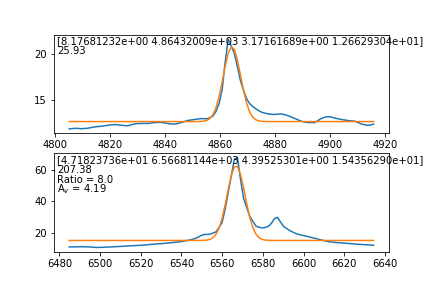 [8.17681232e+00 4.86432009e+03 3.17161689e+00 1.26629304e+01]
25.93
20
15
4800 4820 4840 4860 4880 4900 4920
[4.71823736e+01 6.56681144e+03 4.39525301e+00 1.54356290e+01]
207.38
Ratio = 8.0
Aν = 4.19
60
40
20
6480 6500 6520 6540 6560 6580 6600 6620 6640